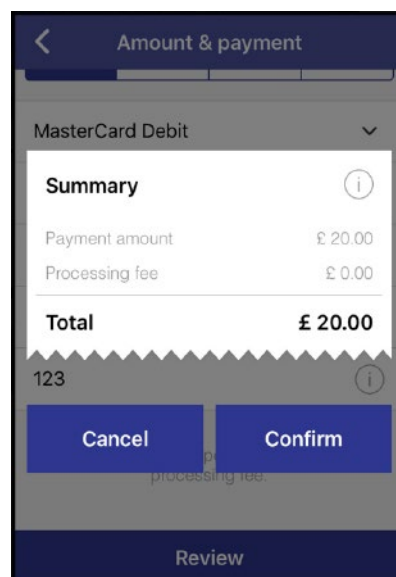 Amount & payment
MasterCard Debit
Summary
Payment amount £ 20.00
Processing fee £ 0.00
Total £ 20.00
123
Cancel Confirm
processing fee.
Review